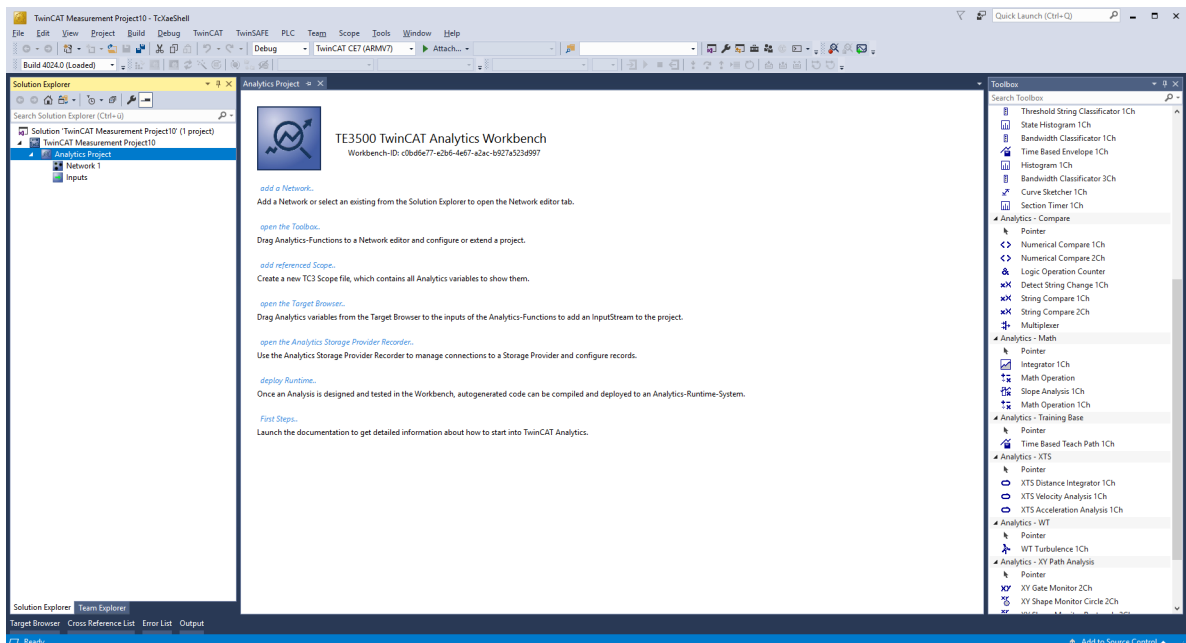 TwinCAT Measurement Project10 - TcXaeShell
Quick Launch (Ctrl+Q)
File Edit View Project Build Debug TwinCAT TwinSAFE PLC Team Scope Tools Window Help
Debug TwinCAT CE7 (ARMV7) Attach...
Build 4024.0 (Loaded)
Solution Explorer
Search Solution Explorer (Ctrl+ü)
Solution 'TwinCAT Measurement Project10' (1 project)
TwinCAT Measurement Project10
Analytics Project
Network 1
Inputs
Solution Explorer Team Explorer
Analytics Project
TE3500 TwinCAT Analytics Workbench
Workbench-ID: c0bd6e77-e2b6-4e67-a2ac-b927a523d997
add a Network..
Add a Network or select an existing from the Solution Explorer to open the Network editor tab.
open the Toolbox..
Drag Analytics-Functions to a Network editor and configure or extend a project.
add referenced Scope..
Create a new TC3 Scope file, which contains all Analytics variables to show them.
open the Target Browser..
Drag Analytics variables from the Target Browser to the inputs of the Analytics-Functions to add an InputStream to the project.
open the Analytics Storage Provider Recorder..
Use the Analytics Storage Provider Recorder to manage connections to a Storage Provider and configure records.
deploy Runtime..
Once an Analysis is designed and tested in the Workbench, autogenerated code can be compiled and deployed to an Analytics-Runtime-System.
First Steps..
Launch the documentation to get detailed information about how to start into TwinCAT Analytics.
Toolbox
Search Toolbox
Threshold String Classificator 1Ch
State Histogram 1Ch
Bandwidth Classificator 1Ch
Time Based Envelope 1Ch
Histogram 1Ch
Bandwidth Classificator 3Ch
Curve Sketcher 1Ch
Section Timer 1Ch
Analytics - Compare
Pointer
Numerical Compare 1Ch
Numerical Compare 2Ch
Logic Operation Counter
Detect String Change 1Ch
String Compare 1Ch
String Compare 2Ch
Multiplexer
Analytics - Math
Pointer
Integrator 1Ch
Math Operation
Slope Analysis 1Ch
Math Operation 1Ch
Analytics - Training Base
Pointer
Time Based Teach Path 1Ch
Analytics - XTS
Pointer
XTS Distance Integrator 1Ch
XTS Velocity Analysis 1Ch
XTS Acceleration Analysis 1Ch
Analytics - WT
Pointer
WT Turbulence 1Ch
Analytics - XY Path Analysis
Pointer
XY Gate Monitor 2Ch
XY Shape Monitor Circle 2Ch
Target Browser Cross Reference List Error List Output
Ready
Add to Source Control